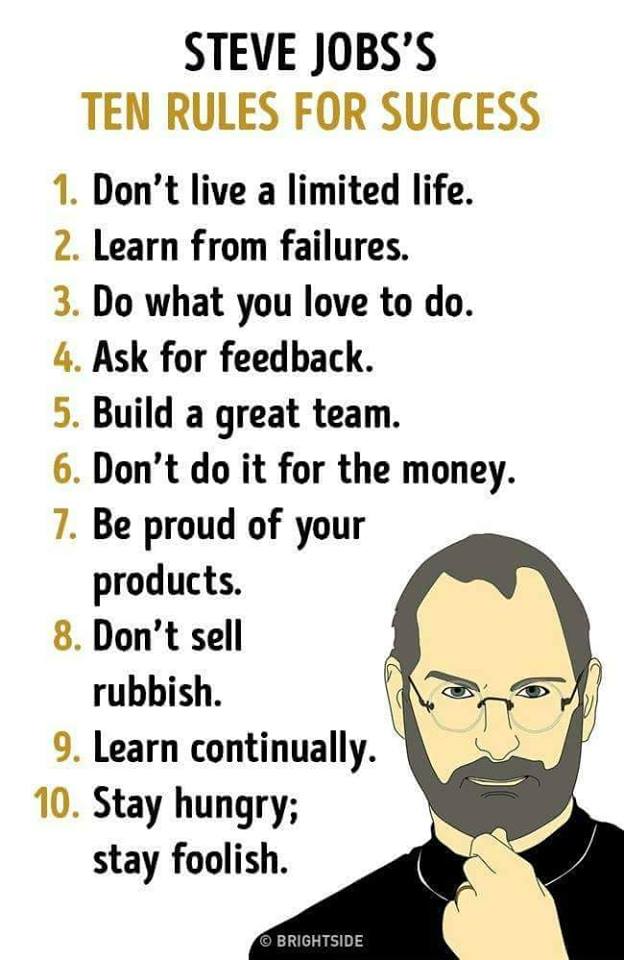 STEVE JOBS'S
TEN RULES FOR SUCCESS
1. Don't live a limited life.
2. Learn from failures.
3. Do what you love to do.
4. Ask for feedback.
5. Build a great team.
6. Don't do it for the money.
7. Be proud of your
products.
8. Don't sell
rubbish.
9. Learn continually.
10. Stay hungry;
stay foolish.
© BRIGHTSIDE